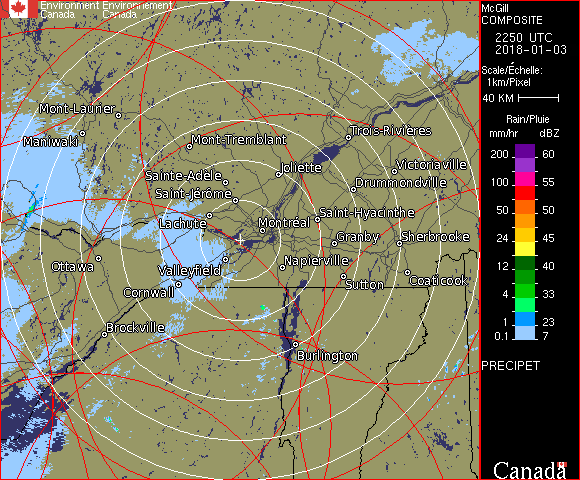 Environment Environnement
Canada Canada
McGill
COMPOSITE
2250 UTC
2018-01-03
Scale/Échelle:
1km/Pixel
40 KM
Rain/Pluie
mm/hr dBZ
200 60
100 55
50 50
24 45
12 40
8 33
4 30
1 23
0.1 7
PRECIPET
Canada
Mont-Laurier
Maniwaki
Mont-Tremblant
Trois-Rivières
Joliette
Victoriaville
Sainte-Adèle
Drummondville
Saint-Jérôme
Lachute
Saint-Hyacinthe
Montréal
Granby
Sherbrooke
Ottawa
Valleyfield
Napierville
Cornwall
Sutton
Coaticook
Brockville
Burlington